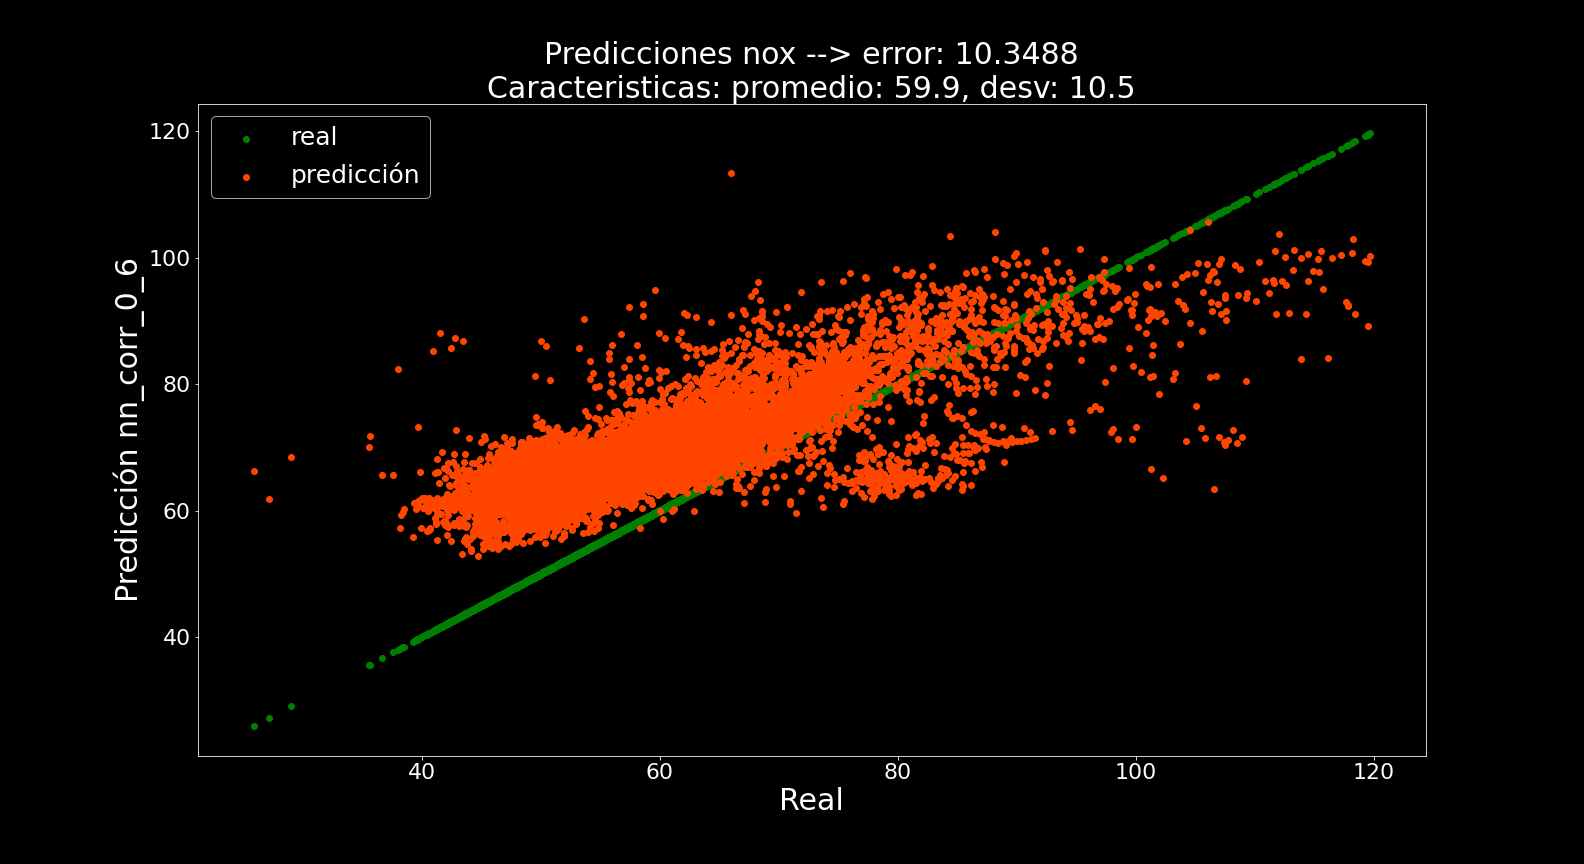 Predicciones nox --> error: 10.3488
Caracteristicas: promedio: 59.9, desv: 10.5
real
predicción
120
100
80
60
40
Predicción nn_corr_0_6
40
60
80
100
120
Real